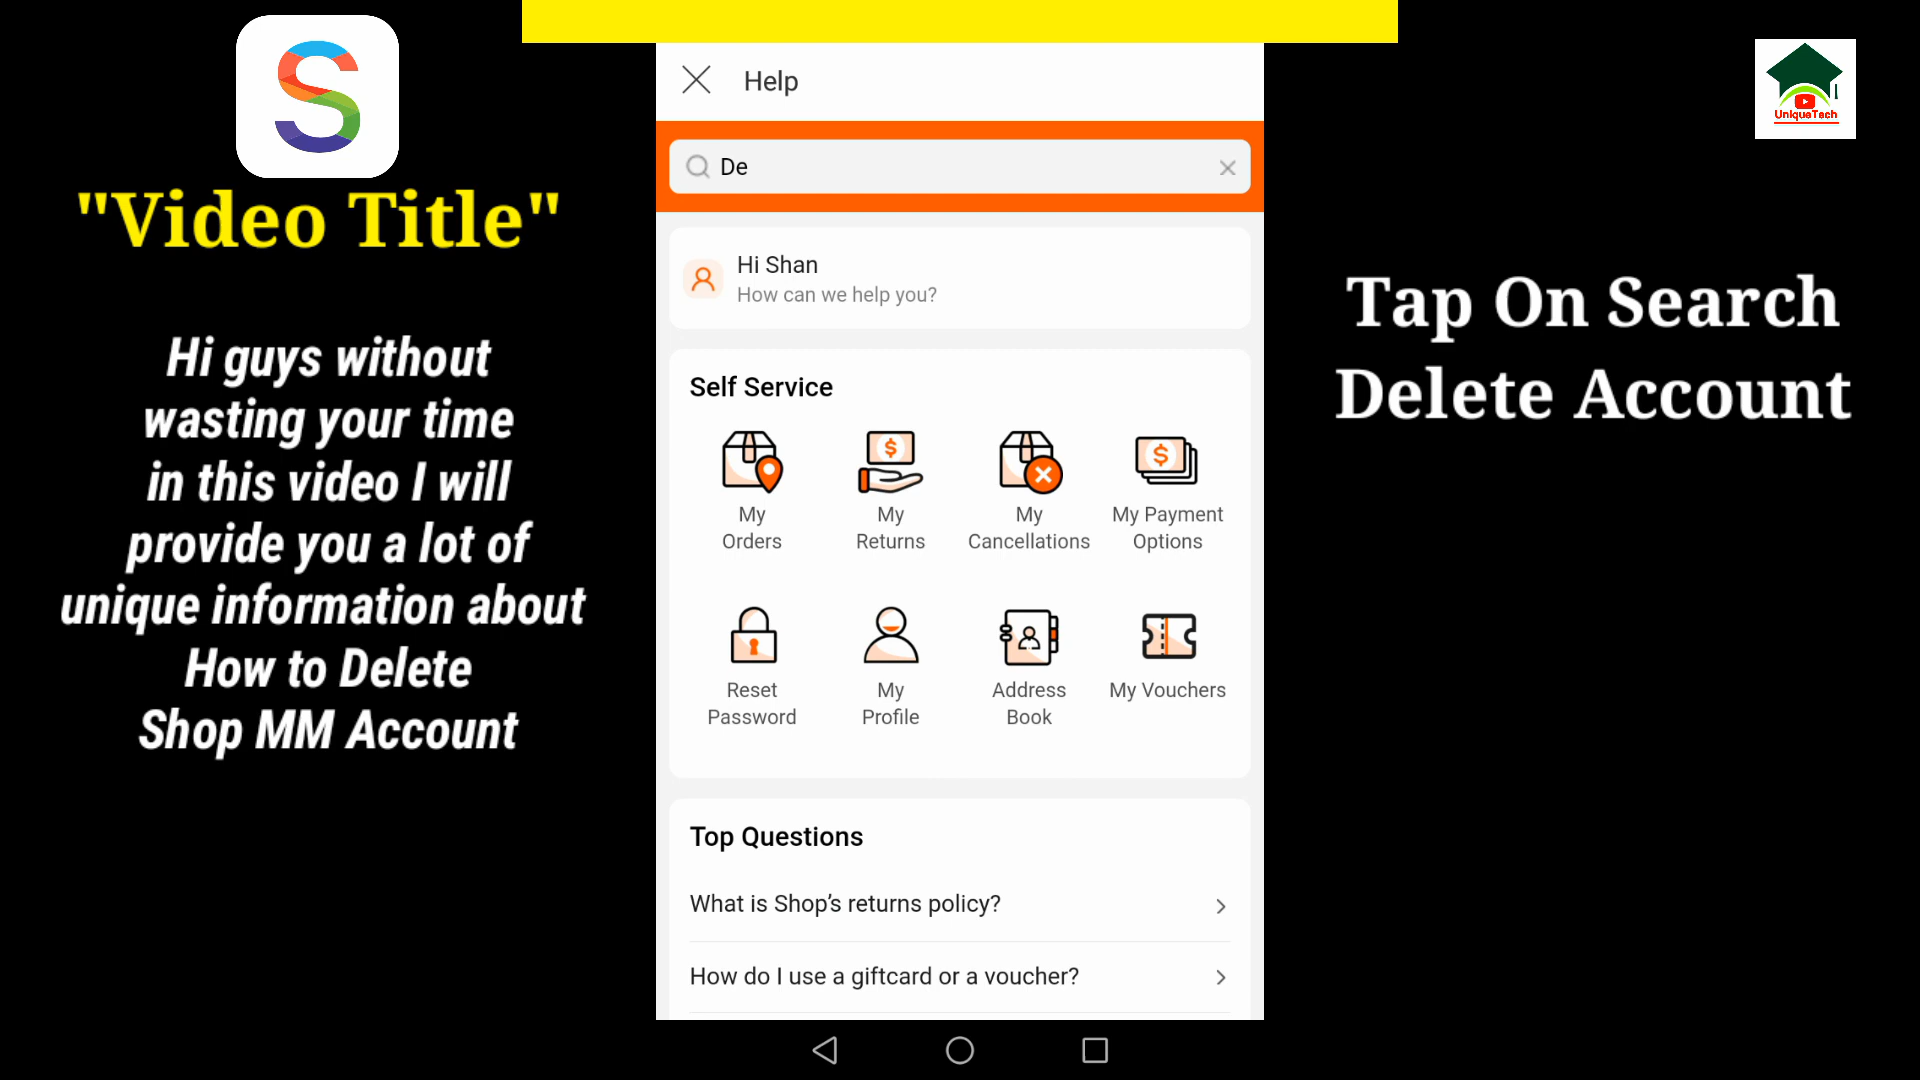 "Video Title"
Hi guys without
wasting your time
in this video I will
provide you a lot of
unique information about
How to Delete
Shop MM Account
Help
De
Hi Shan
How can we help you?
Self Service
My
Orders
My
Returns
My
Cancellations
My Payment
Options
Reset
Password
My
Profile
Address
Book
My Vouchers
Top Questions
What is Shop's returns policy?
How do I use a giftcard or a voucher?
UniqueTech
Tap On Search
Delete Account